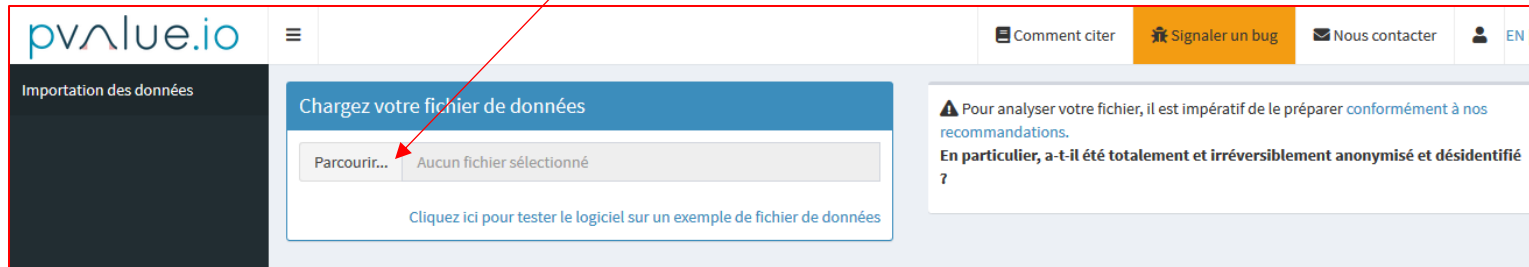 pvalue.io
Comment citer
Signaler un bug
Nous contacter
EN
Importation des données
Chargez votre fichier de données
Parcourir...
Aucun fichier sélectionné
Cliquez ici pour tester le logiciel sur un exemple de fichier de données
Pour analyser votre fichier, il est impératif de le préparer conformément à nos
recommandations.
En particulier, a-t-il été totalement et irréversiblement anonymisé et désidentifié
?